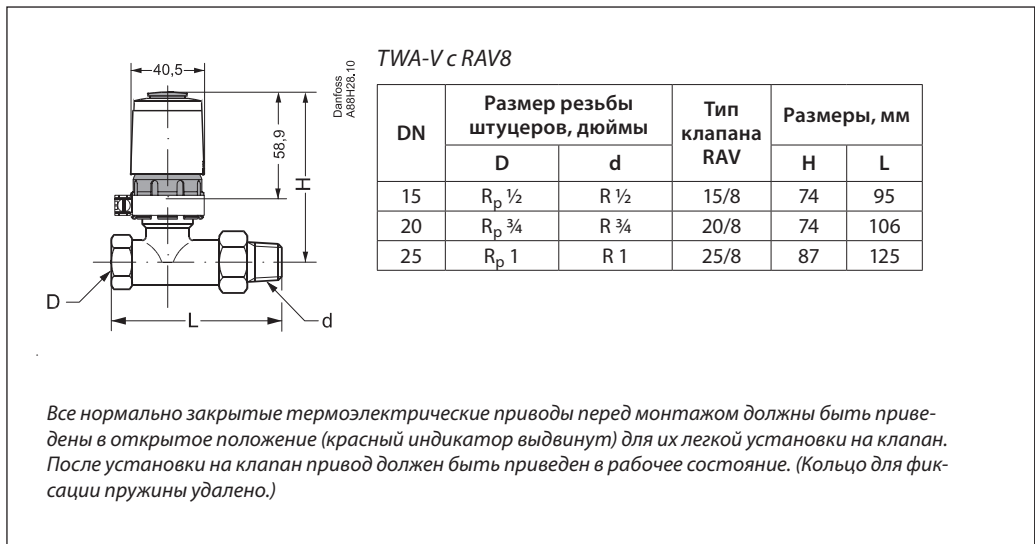 TWA-V с RAV8
40,5
Danfoss
A88H28.10
58,9
H
D
L
d
DN
Размер резьбы
штуцеров, дюймы
Тип
клапана
RAV
Размеры, мм
D
d
H
L
15
Rp ½
R ½
15/8
74
95
20
Rp ¾
R ¾
20/8
74
106
25
Rp 1
R 1
25/8
87
125
Все нормально закрытые термоэлектрические приводы перед монтажом должны быть приве-
дены в открытое положение (красный индикатор выдвинут) для их легкой установки на клапан.
После установки на клапан привод должен быть приведен в рабочее состояние. (Кольцо для фик-
сации пружины удалено.)